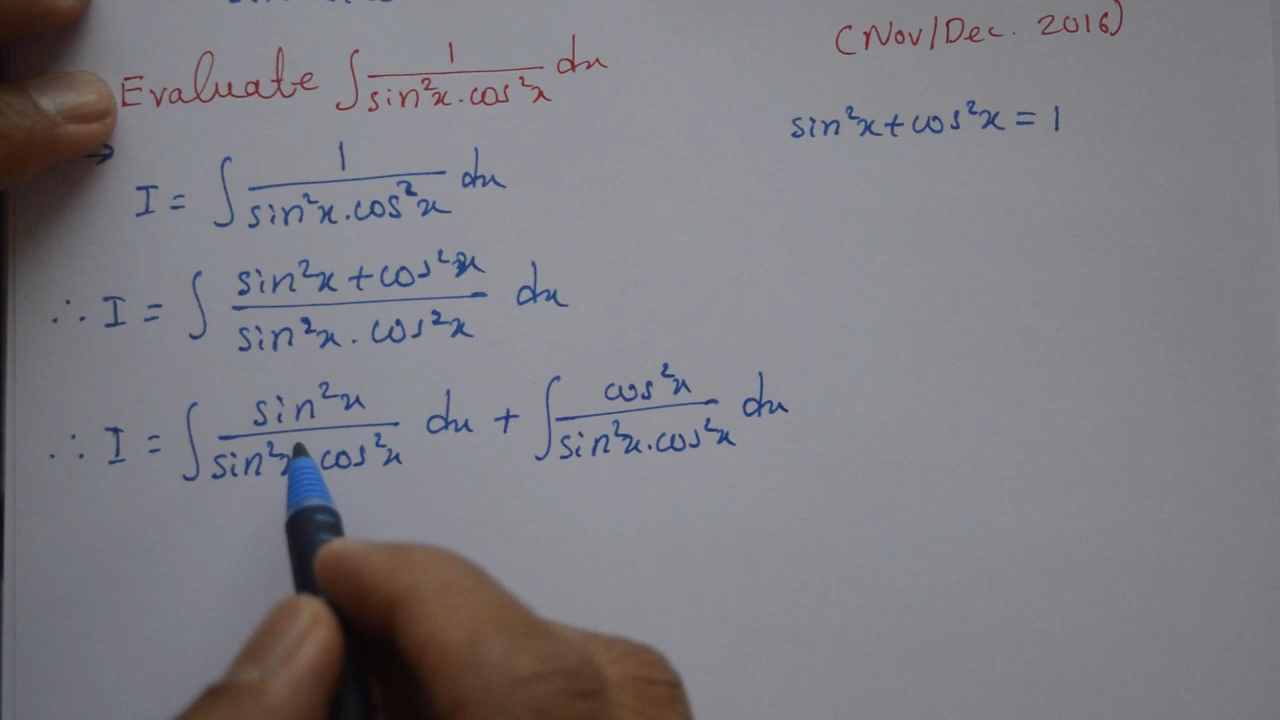 (Nov/Dec. 2016)
Evaluate ∫ 1/(sin²x.cos²x) dx
sin²x+cos²x = 1
I = ∫ 1/(sin²x.cos²x) dx
∴ I = ∫ (sin²x+cos²x)/(sin²x.cos²x) dx
∴ I = ∫ sin²x/(sin²x cos²x) dx + ∫ cos²x/(sin²x.cos²x) dx